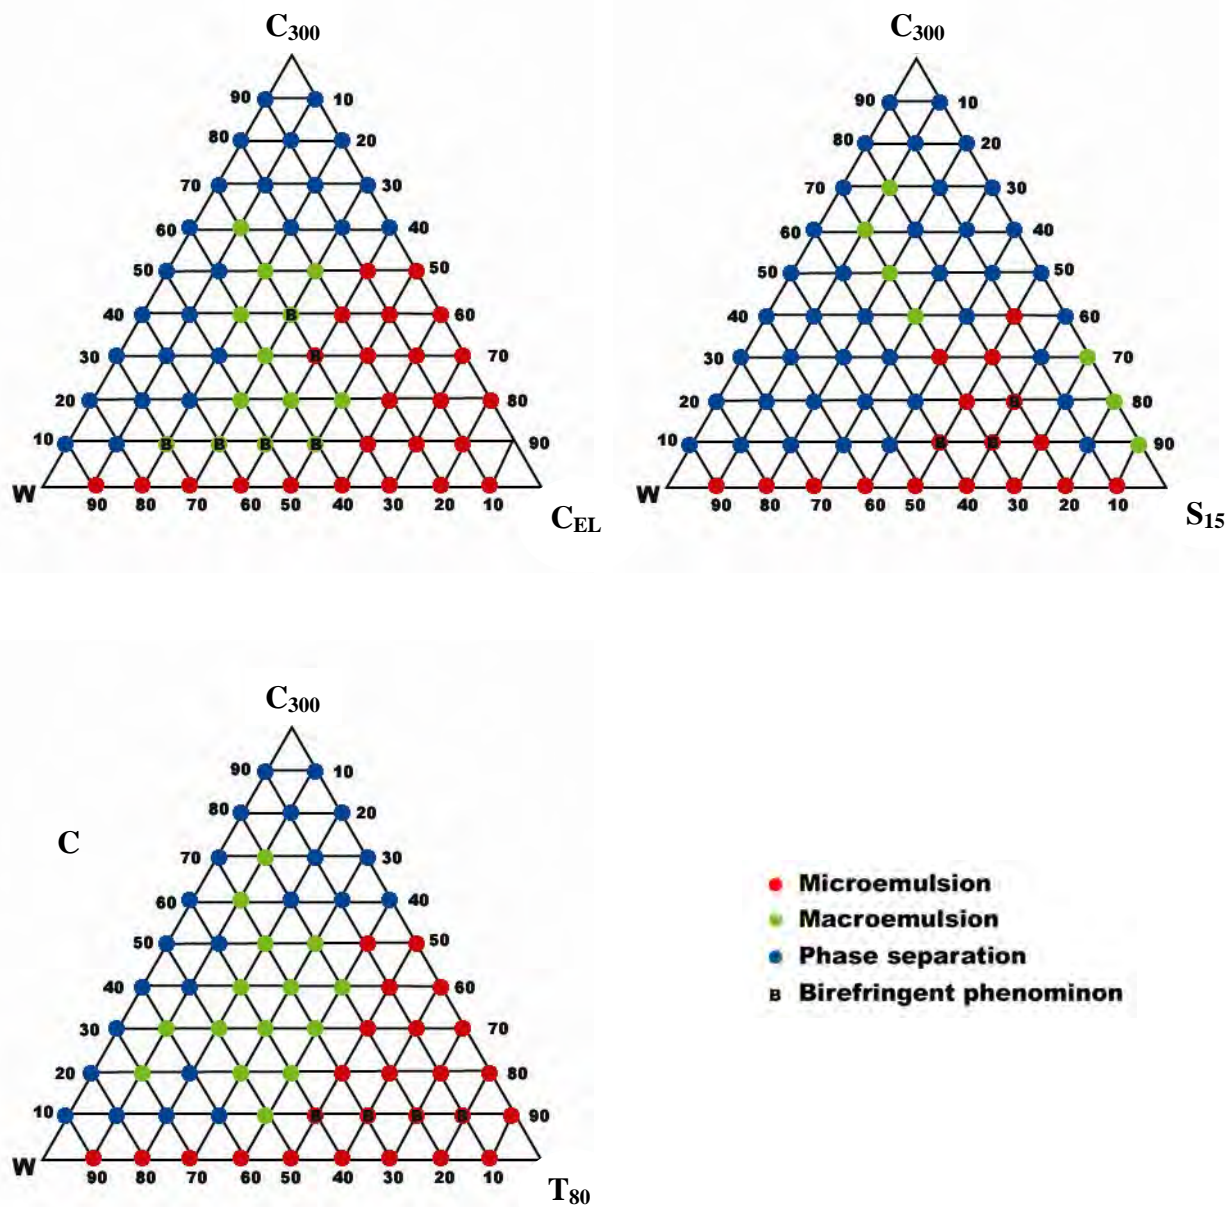 C300 C300
90 10 90 10
80 20 80 20
70 30 70 30
60 40 60 40
50 50 50 50
40 B 60 40 60
30 B 70 30 70
20 80 20 B 80
10 B B B B 90 10 B B 90
W W
90 80 70 60 50 40 30 20 10 90 80 70 60 50 40 30 20 10
CEL S15
C300
90 10
80 20
C
70 30
60 40
50 50
40 60
30 70
20 80
10 B B B B 90
W
90 80 70 60 50 40 30 20 10
T80
Microemulsion
Macroemulsion
Phase separation
B Birefringent phenominon